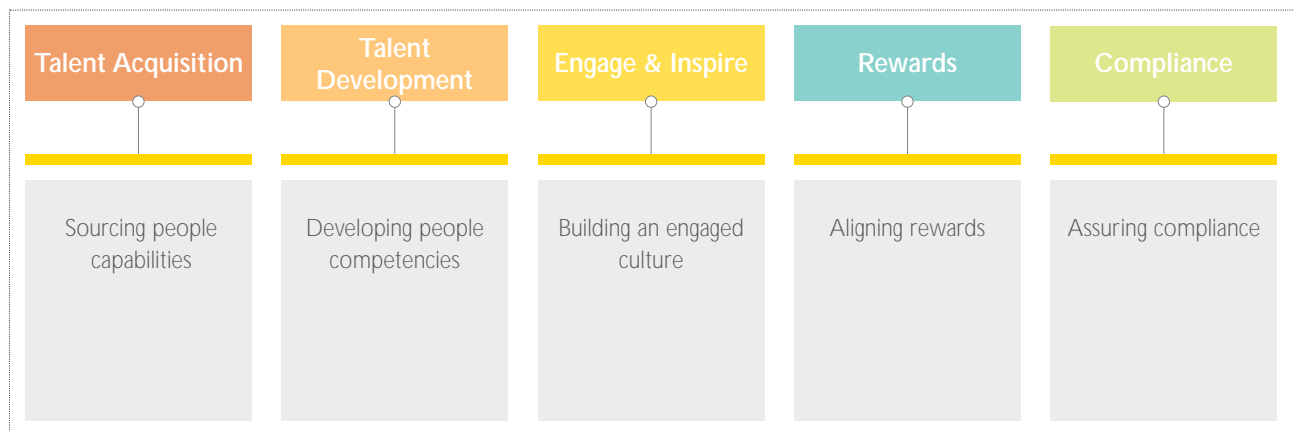 Talent Acquisition
Talent
Development
Engage & Inspire
Rewards
Compliance
Sourcing people
capabilities
Developing people
competencies
Building an engaged
culture
Aligning rewards
Assuring compliance